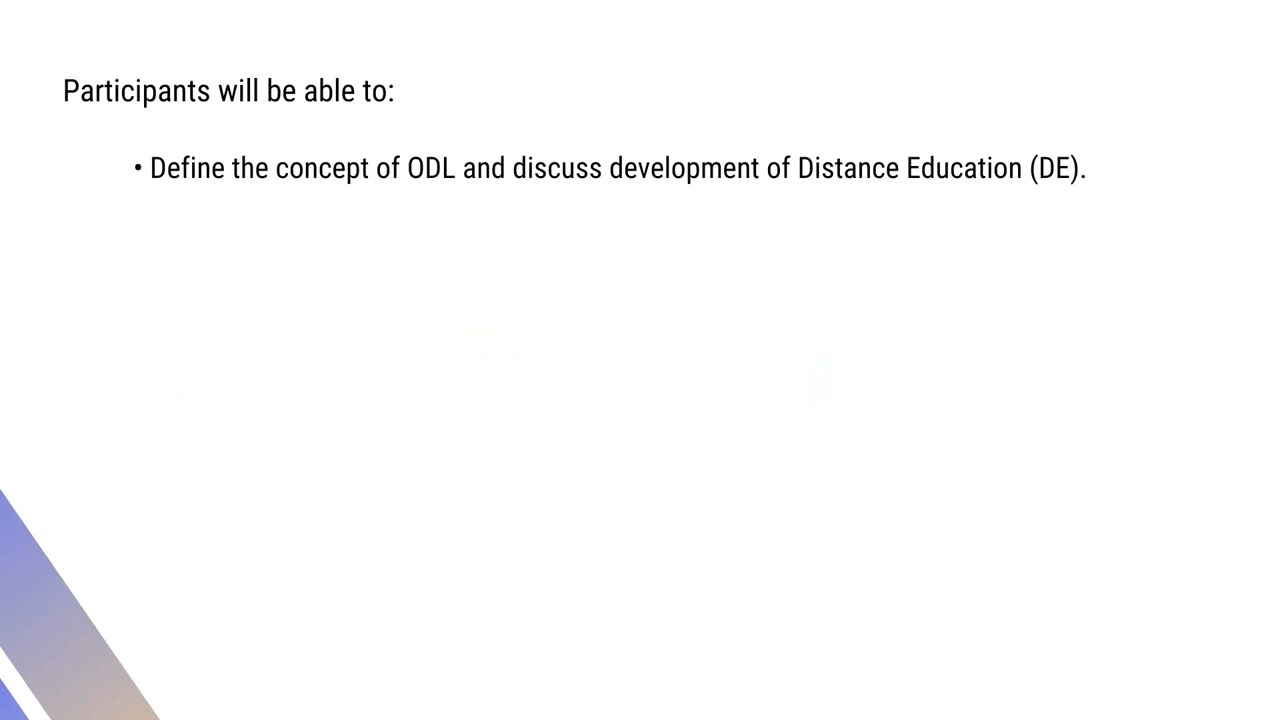 Participants will be able to:
• Define the concept of ODL and discuss development of Distance Education (DE).